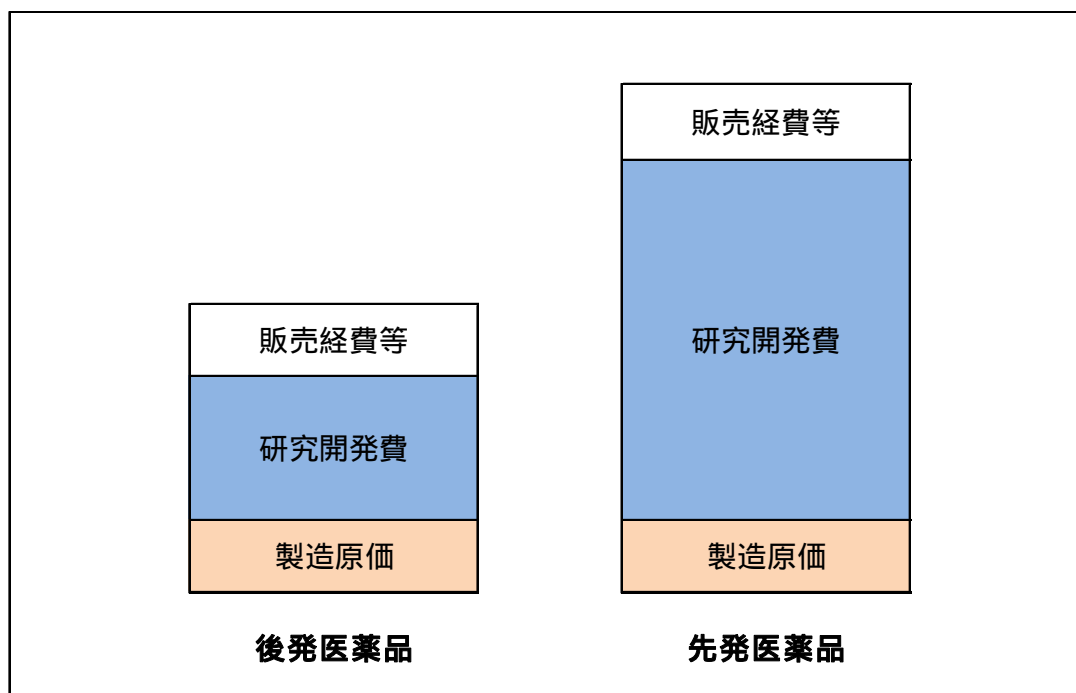 販売経費等
研究開発費
製造原価
後発医薬品
販売経費等
研究開発費
製造原価
先発医薬品